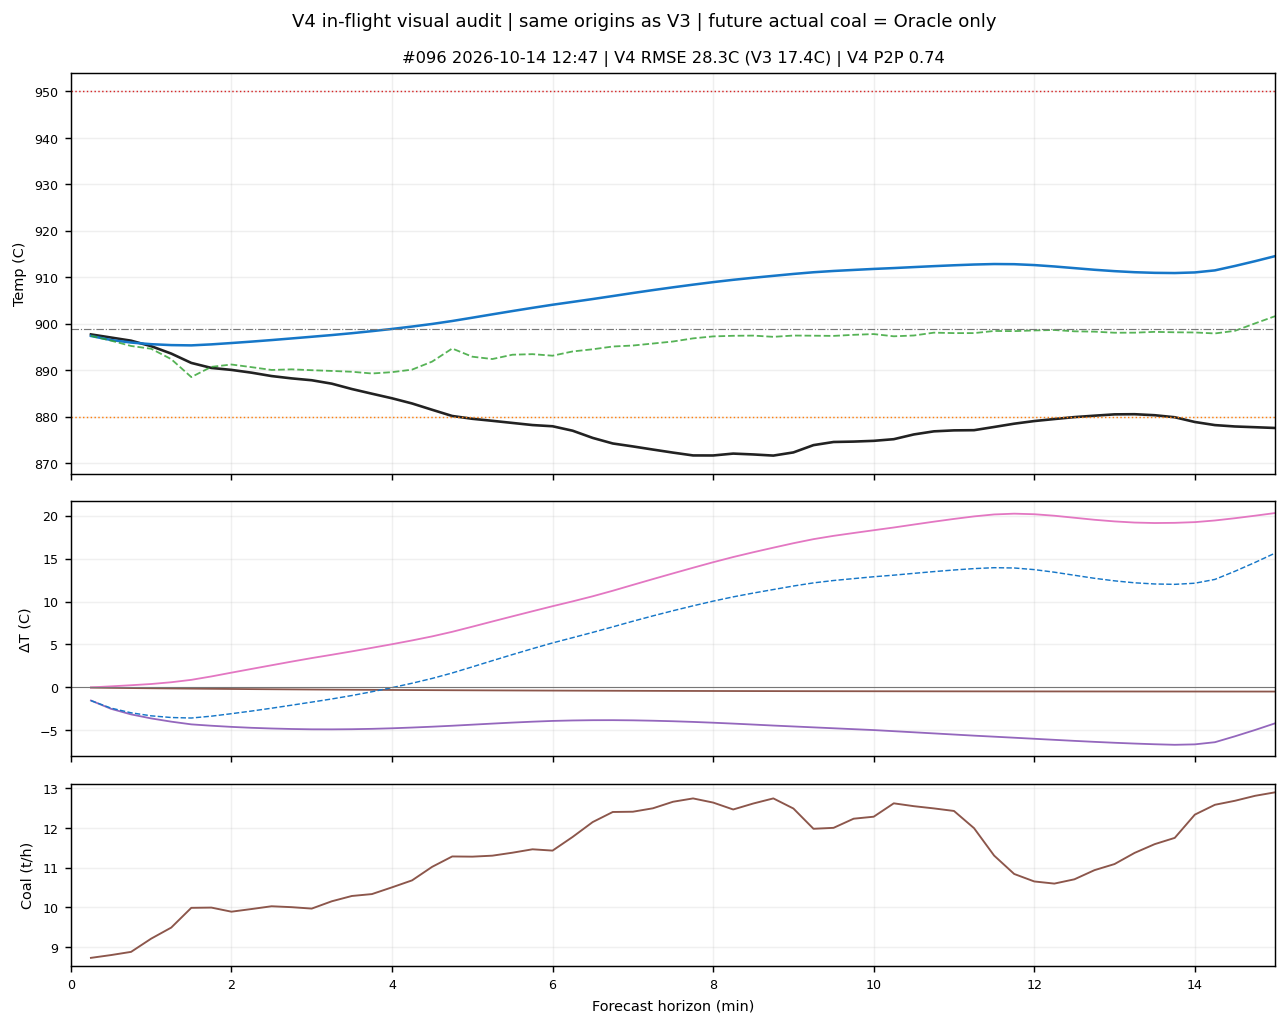 V4 in-flight visual audit | same origins as V3 | future actual coal = Oracle only
#096 2026-10-14 12:47 | V4 RMSE 28.3C (V3 17.4C) | V4 P2P 0.74
Temp (C)
950
940
930
920
910
900
890
880
870
ΔT (C)
20
15
10
5
0
−5
Coal (t/h)
13
12
11
10
9
0 2 4 6 8 10 12 14
Forecast horizon (min)